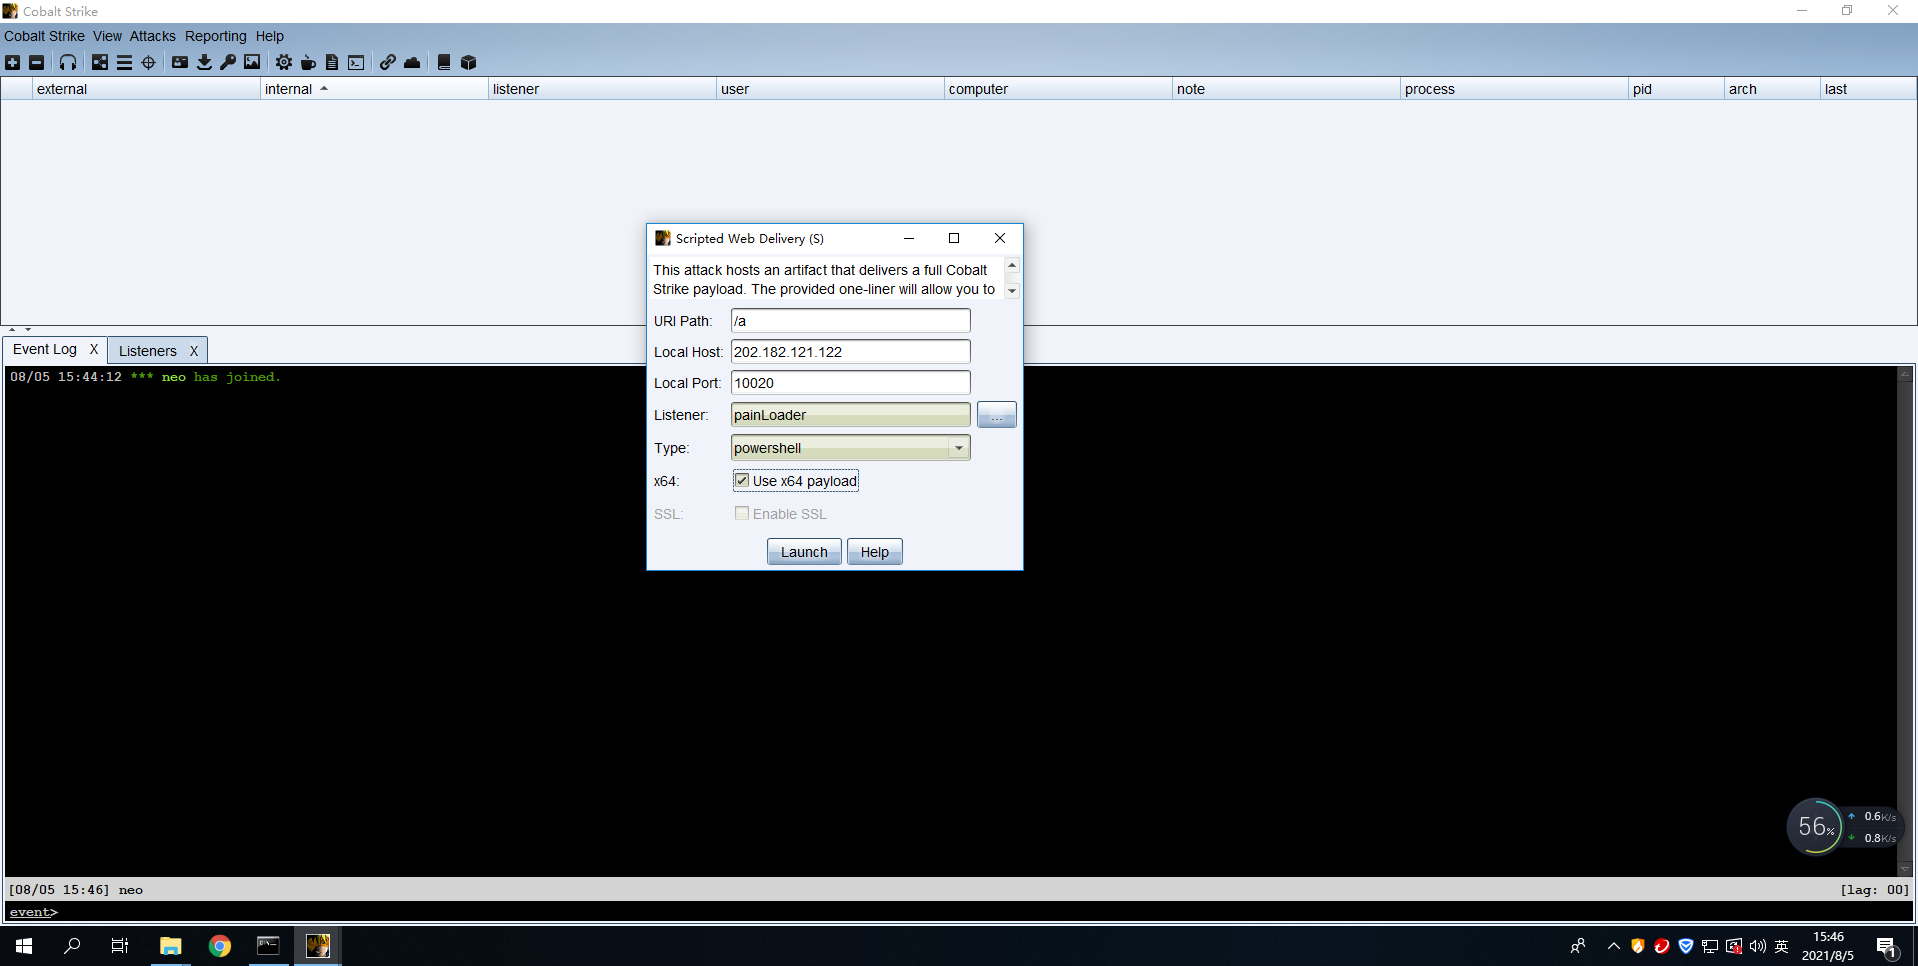 Cobalt Strike
Cobalt Strike View Attacks Reporting Help
external internal listener user computer note process pid arch last
Scripted Web Delivery (S)
This attack hosts an artifact that delivers a full Cobalt
Strike payload. The provided one-liner will allow you to
URI Path: /a
Local Host: 202.182.121.122
Local Port: 10020
Listener: painLoader ...
Type: powershell
x64: Use x64 payload
SSL: Enable SSL
Launch Help
Event Log X Listeners X
08/05 15:44:12 *** neo has joined.
56%
0.6K/s
0.8K/s
[08/05 15:46] neo [lag: 00]
event>
英
15:46
2021/8/5
1